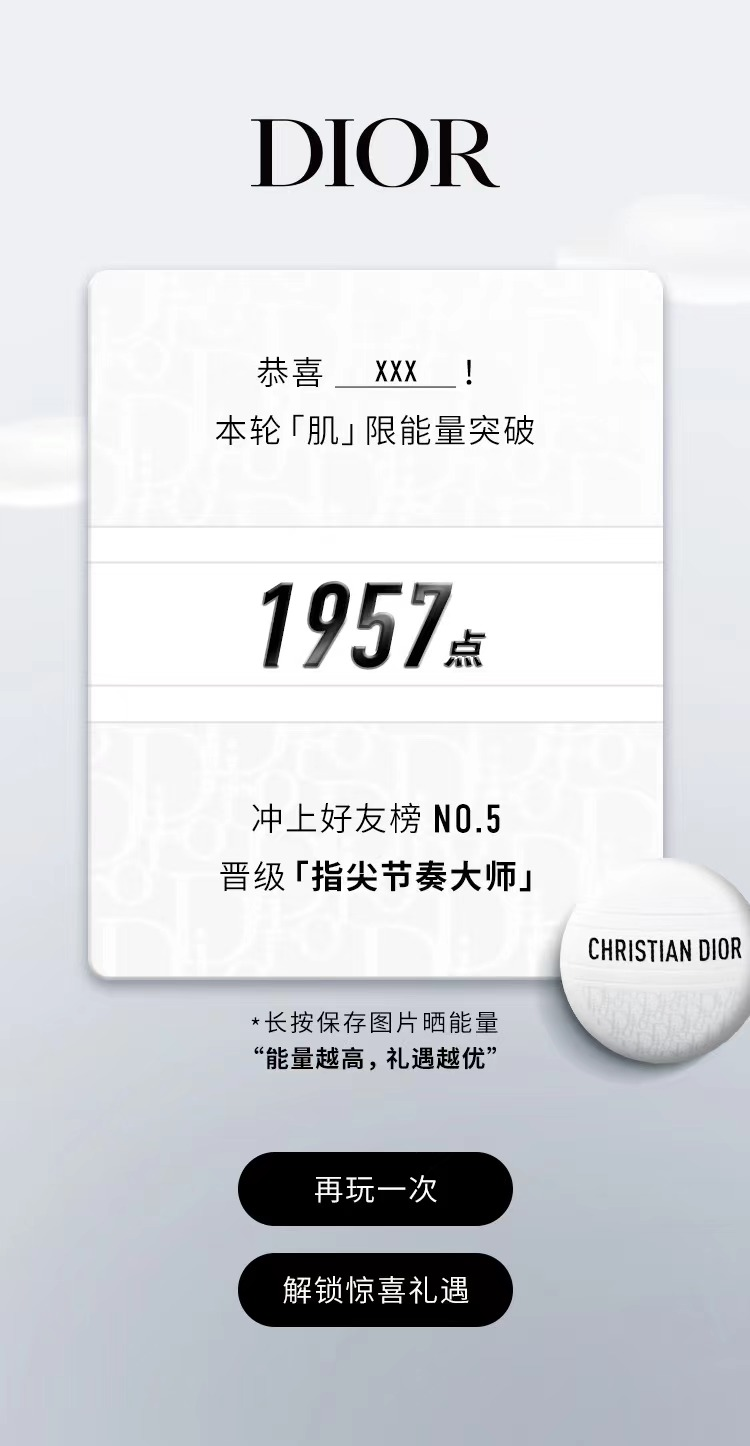 DIOR
恭喜 XXX ！
本轮「肌」限能量突破
1957点
冲上好友榜 NO.5
晋级「指尖节奏大师」
CHRISTIAN DIOR
*长按保存图片晒能量
“能量越高，礼遇越优”
再玩一次
解锁惊喜礼遇